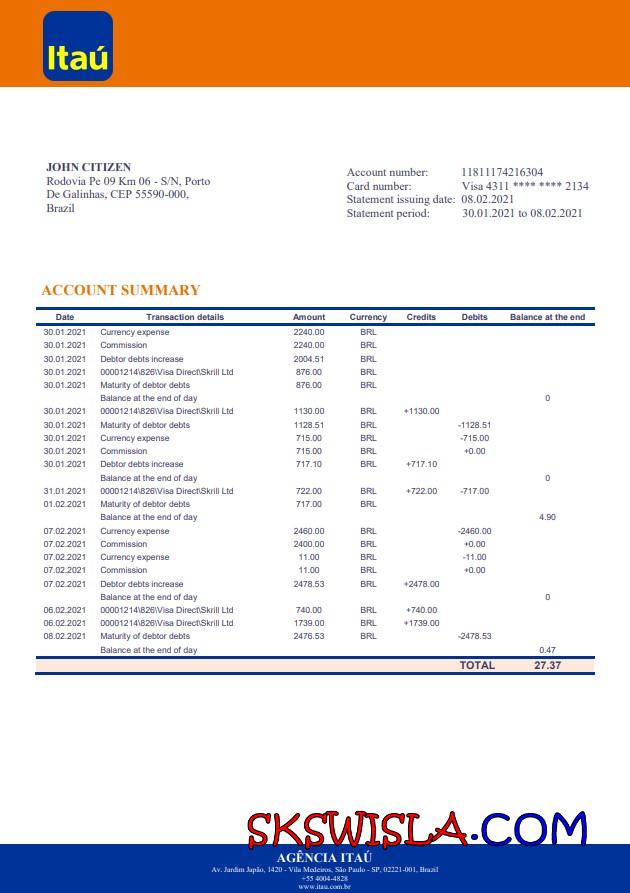 Itaú
JOHN CITIZEN
Rodovia Pe 09 Km 06 - S/N, Porto
De Galinhas, CEP 55590-000,
Brazil
Account number: 11811174216304
Card number: Visa 4311 **** **** 2134
Statement issuing date: 08.02.2021
Statement period: 30.01.2021 to 08.02.2021
ACCOUNT SUMMARY
Date Transaction details Amount Currency Credits Debits Balance at the end
30.01.2021 Currency expense 2240.00 BRL
30.01.2021 Commission 2240.00 BRL
30.01.2021 Debtor debts increase 2004.51 BRL
30.01.2021 00001214\826\Visa Direct\Skrill Ltd 876.00 BRL
30.01.2021 Maturity of debtor debts 876.00 BRL
Balance at the end of day 0
30.01.2021 00001214\826\Visa Direct\Skrill Ltd 1130.00 BRL +1130.00
30.01.2021 Maturity of debtor debts 1128.51 BRL -1128.51
30.01.2021 Currency expense 715.00 BRL -715.00
30.01.2021 Commission 715.00 BRL +0.00
30.01.2021 Debtor debts increase 717.10 BRL +717.10
Balance at the end of day 0
31.01.2021 00001214\826\Visa Direct\Skrill Ltd 722.00 BRL +722.00 -717.00
01.02.2021 Maturity of debtor debts 717.00 BRL
Balance at the end of day 4.90
07.02.2021 Currency expense 2460.00 BRL -2460.00
07.02.2021 Commission 2400.00 BRL +0.00
07.02.2021 Currency expense 11.00 BRL -11.00
07.02.2021 Commission 11.00 BRL +0.00
07.02.2021 Debtor debts increase 2478.53 BRL +2478.00
Balance at the end of day 0
06.02.2021 00001214\826\Visa Direct\Skrill Ltd 740.00 BRL +740.00
06.02.2021 00001214\826\Visa Direct\Skrill Ltd 1739.00 BRL +1739.00
08.02.2021 Maturity of debtor debts 2476.53 BRL -2478.53
Balance at the end of day 0.47
TOTAL 27.37
SKSWISLA.COM
AGÊNCIA ITAÚ
Av. Jardim Japão, 1420 - Vila Medeiros, São Paulo - SP, 02221-001, Brazil
+55 4004-4828
www.itau.com.br